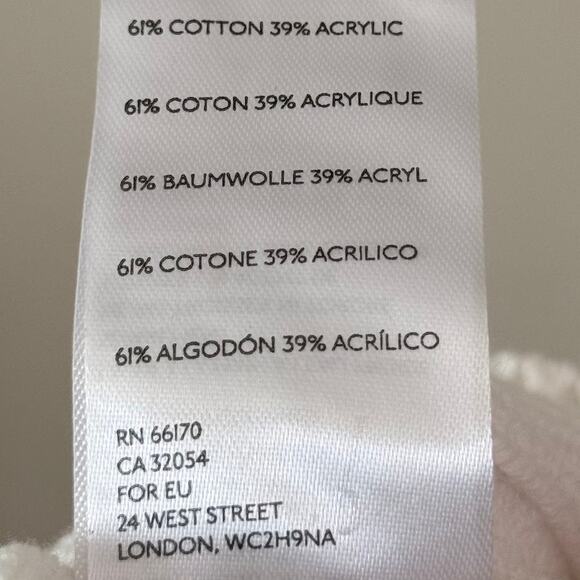 61% COTTON 39% ACRYLIC
61% COTON 39% ACRYLIQUE
61% BAUMWOLLE 39% ACRYL
61% COTONE 39% ACRILICO
61% ALGODÓN 39% ACRÍLICO
RN 66170
CA 32054
FOR EU
24 WEST STREET
LONDON, WC2H9NA